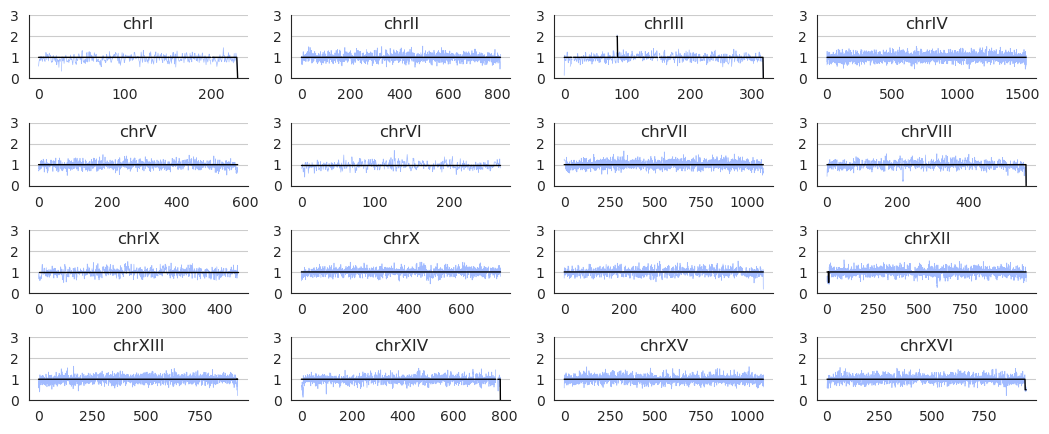 3 chrI 3 chrII 3 chrIII 3 chrIV
2 2 2 2
1 1 1 1
0 0 0 0
0 100 200 0 200 400 600 800 0 100 200 300 0 500 1000 1500
3 chrV 3 chrVI 3 chrVII 3 chrVIII
2 2 2 2
1 1 1 1
0 0 0 0
0 200 400 600 0 100 200 0 250 500 750 1000 0 200 400
3 chrIX 3 chrX 3 chrXI 3 chrXII
2 2 2 2
1 1 1 1
0 0 0 0
0 100 200 300 400 0 200 400 600 0 200 400 600 0 250 500 750 1000
3 chrXIII 3 chrXIV 3 chrXV 3 chrXVI
2 2 2 2
1 1 1 1
0 0 0 0
0 250 500 750 0 200 400 600 800 0 250 500 750 1000 0 250 500 750